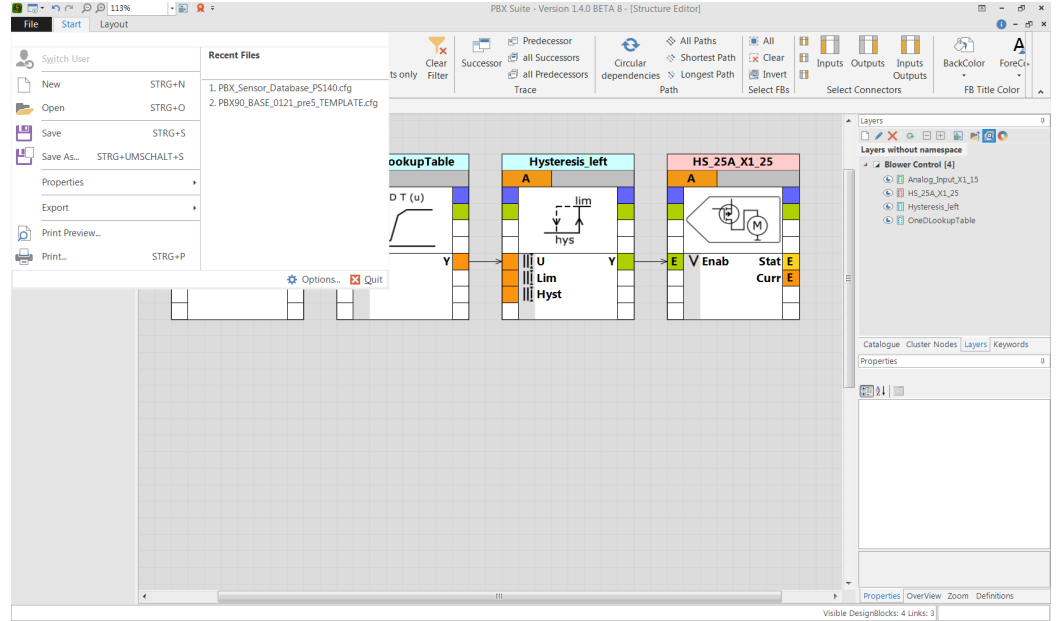 113%
PBX Suite - Version 1.4.0 BETA 8 - [Structure Editor]
File
Start
Layout
Switch User
New STRG+N
Open STRG+O
Save STRG+S
Save As... STRG+UMSCHALT+S
Properties
Export
Print Preview...
Print... STRG+P
Options...
Quit
Recent Files
1. PBX_Sensor_Database_PS140.cfg
2. PBX90_BASE_0121_pre5_TEMPLATE.cfg
ts only
Clear
Filter
Successor
Predecessor
all Successors
all Predecessors
Trace
Circular
dependencies
All Paths
Shortest Path
Longest Path
Path
All
Clear
Invert
Select FBs
Inputs
Outputs
Inputs
Outputs
Select Connectors
BackColor
ForeCo
FB Title Color
ookupTable
D T (u)
Y
Hysteresis_left
A
lim
hys
U Y
Lim
Hyst
HS_25A_X1_25
A
M
E Enab Stat E
Curr E
Layers
Layers without namespace
Blower Control [4]
Analog_Input_X1_15
HS_25A_X1_25
Hysteresis_left
OneDLookupTable
Catalogue
Cluster Nodes
Layers
Keywords
Properties
Properties
OverView
Zoom
Definitions
Visible DesignBlocks: 4 Links: 3